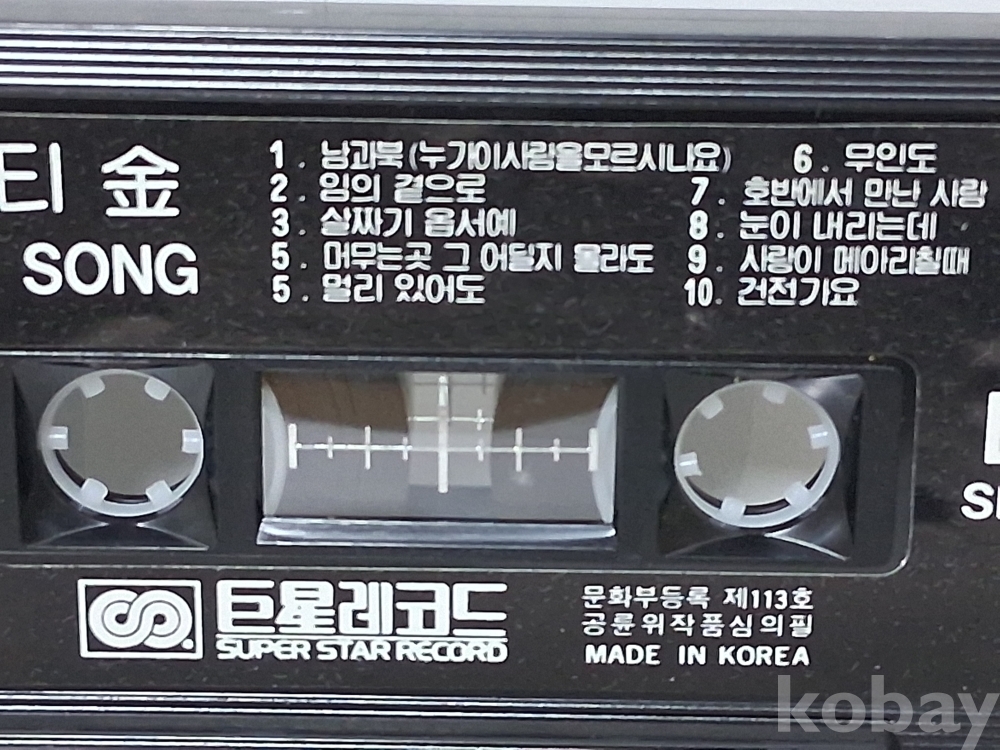 티 金
SONG
1. 남과북(누가이사람을모르시나요)
2. 임의 곁으로
3. 살짜기 옵서예
5. 머무는곳 그 어딜지 몰라도
5. 멀리 있어도
6. 무인도
7. 호반에서 만난 사람
8. 눈이 내리는데
9. 사랑이 메아리칠때
10. 건전가요
巨星레코드
SUPER STAR RECORD
문화부등록 제113호
공륜위작품심의필
MADE IN KOREA
kobay